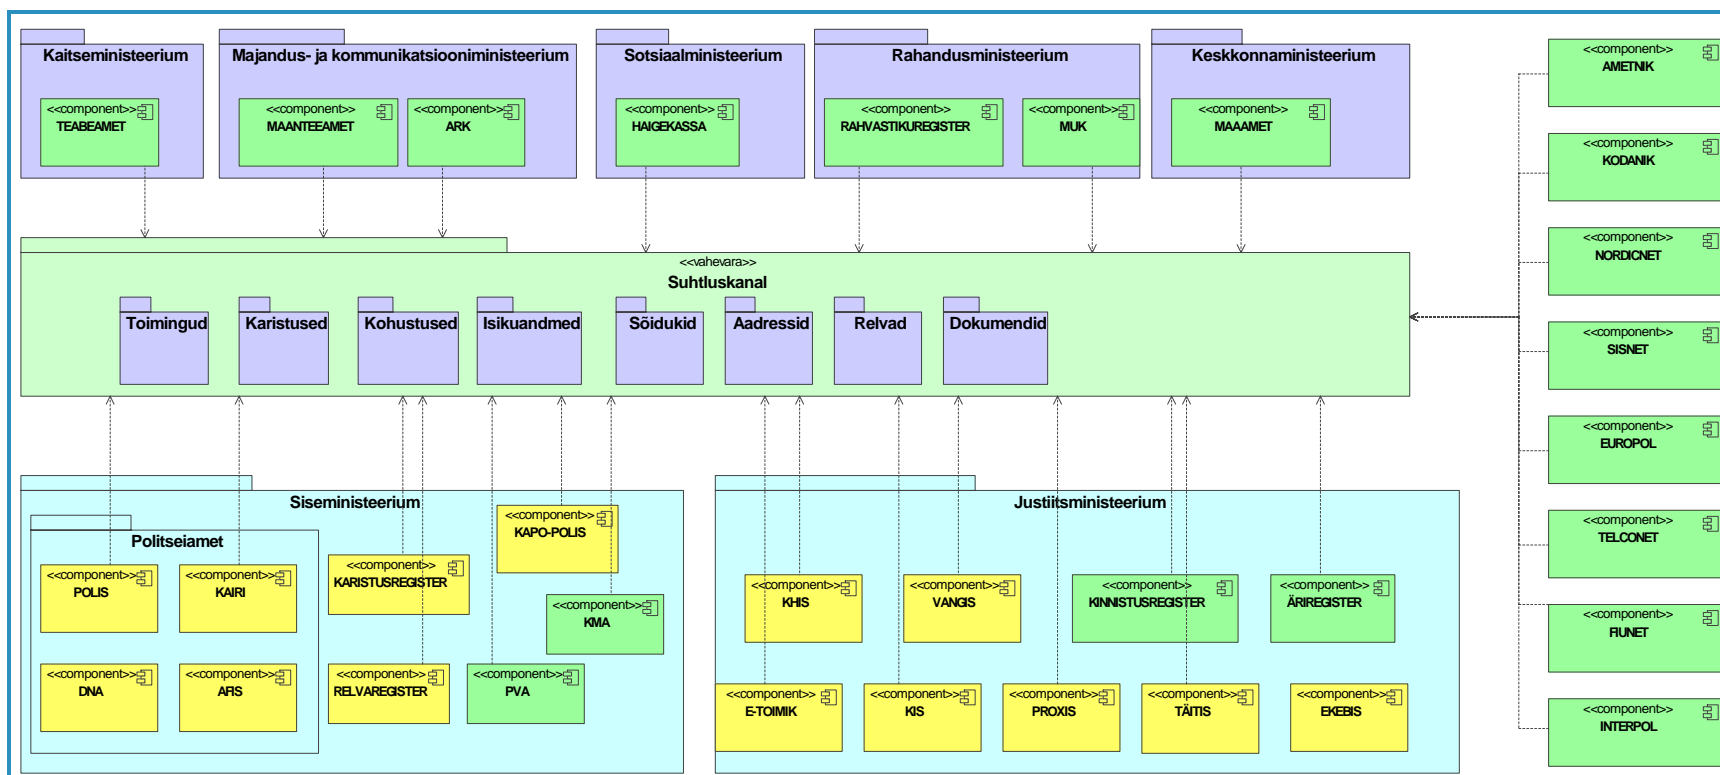 Kaitseministeerium
<<component>>
TEABEAMET
Majandus- ja kommunikatsiooniministeerium
<<component>>
MAANTEEAMET
<<component>>
ARK
Sotsiaalministeerium
<<component>>
HAIGEKASSA
Rahandusministeerium
<<component>>
RAHVASTIKUREGISTER
<<component>>
MUK
Keskkonnaministeerium
<<component>>
MAAAMET
<<vahevara>>
Suhtluskanal
Toimingud
Karistused
Kohustused
Isikuandmed
Sõidukid
Aadressid
Relvad
Dokumendid
Siseministeerium
Politseiamet
<<component>>
POLIS
<<component>>
KAIRI
<<component>>
DNA
<<component>>
AFIS
<<component>>
KARISTUSREGISTER
<<component>>
KAPO-POLIS
<<component>>
KMA
<<component>>
RELVAREGISTER
<<component>>
PVA
Justiitsministeerium
<<component>>
KHIS
<<component>>
VANGIS
<<component>>
KINNISTUSREGISTER
<<component>>
ÄRIREGISTER
<<component>>
E-TOIMIK
<<component>>
KIS
<<component>>
PROXIS
<<component>>
TÄITIS
<<component>>
EKEBIS
<<component>>
AMETNIK
<<component>>
KODANIK
<<component>>
NORDICNET
<<component>>
SISNET
<<component>>
EUROPOL
<<component>>
TELCONET
<<component>>
FIUNET
<<component>>
INTERPOL